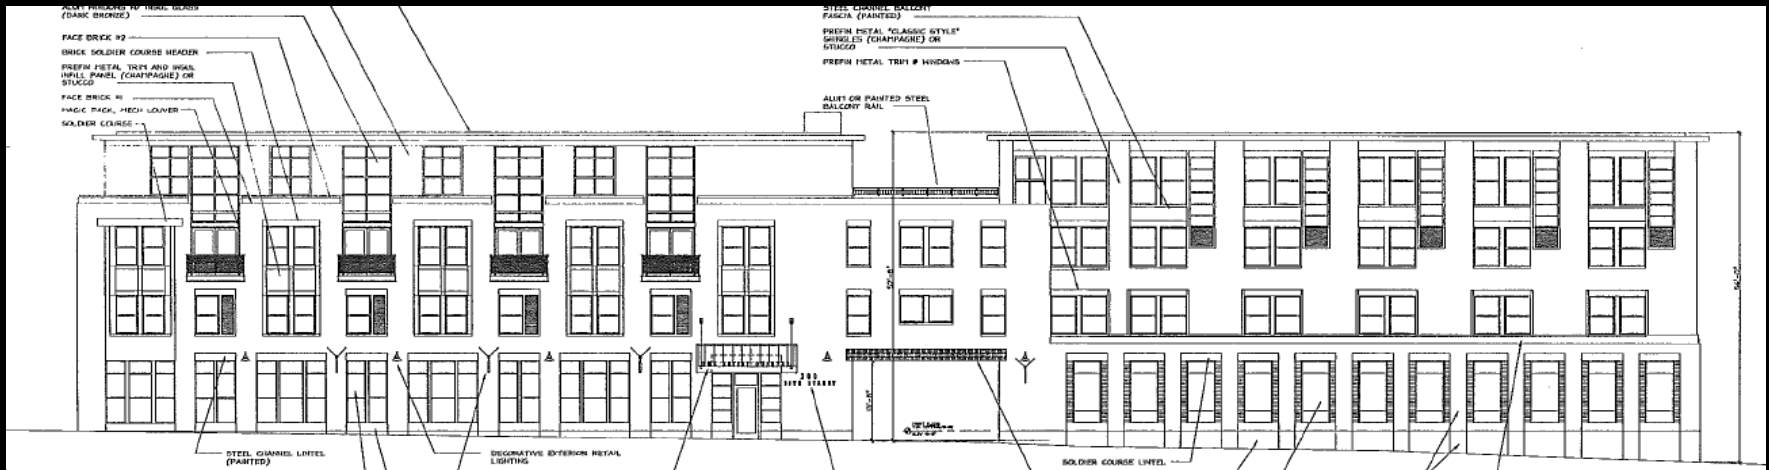 ALUM WINDOWS W/ INSUL GLASS
(DARK BRONZE)
FACE BRICK #2
BRICK SOLDIER COURSE HEADER
PREFIN METAL TRIM AND INSUL
INFILL PANEL (CHAMPAGNE) OR
STUCCO
FACE BRICK #1
MAGIC PACK, MECH LOUVER
SOLDIER COURSE
STEEL CHANNEL BALCONY
FASCIA (PAINTED)
PREFIN METAL "CLASSIC STYLE"
SHINGLES (CHAMPAGNE) OR
STUCCO
PREFIN METAL TRIM @ WINDOWS
ALUM OR PAINTED STEEL
BALCONY RAIL
STEEL CHANNEL LINTEL
(PAINTED)
DECORATIVE EXTERIOR RETAIL
LIGHTING
SOLDIER COURSE LINTEL